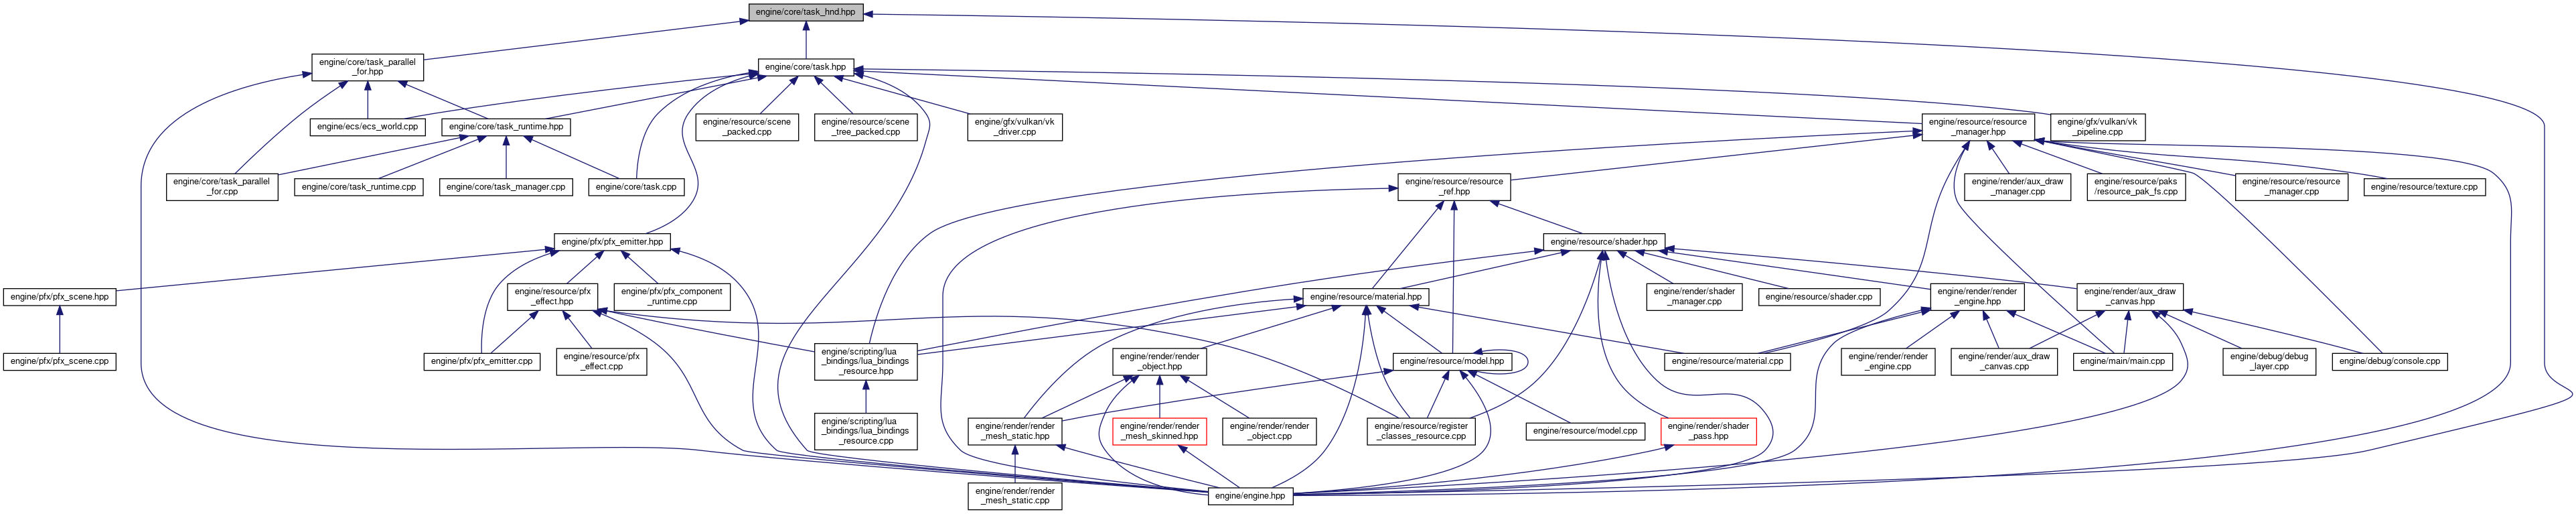 engine/core/task_hnd.hpp
engine/core/task_parallel
_for.hpp
engine/core/task.hpp
engine/ecs/ecs_world.cpp
engine/core/task_runtime.hpp
engine/resource/scene
_packed.cpp
engine/resource/scene
_tree_packed.cpp
engine/gfx/vulkan/vk
_driver.cpp
engine/resource/resource
_manager.hpp
engine/gfx/vulkan/vk
_pipeline.cpp
engine/core/task_parallel
_for.cpp
engine/core/task_runtime.cpp
engine/core/task_manager.cpp
engine/core/task.cpp
engine/resource/resource
_ref.hpp
engine/render/aux_draw
_manager.cpp
engine/resource/paks
/resource_pak_fs.cpp
engine/resource/resource
_manager.cpp
engine/resource/texture.cpp
engine/pfx/pfx_emitter.hpp
engine/resource/shader.hpp
engine/pfx/pfx_scene.hpp
engine/resource/pfx
_effect.hpp
engine/pfx/pfx_component
_runtime.cpp
engine/resource/material.hpp
engine/render/shader
_manager.cpp
engine/resource/shader.cpp
engine/render/render
_engine.hpp
engine/render/aux_draw
_canvas.hpp
engine/pfx/pfx_scene.cpp
engine/pfx/pfx_emitter.cpp
engine/resource/pfx
_effect.cpp
engine/scripting/lua
_bindings/lua_bindings
_resource.hpp
engine/render/render
_object.hpp
engine/resource/model.hpp
engine/resource/material.cpp
engine/render/render
_engine.cpp
engine/render/aux_draw
_canvas.cpp
engine/main/main.cpp
engine/debug/debug
_layer.cpp
engine/debug/console.cpp
engine/scripting/lua
_bindings/lua_bindings
_resource.cpp
engine/render/render
_mesh_static.hpp
engine/render/render
_mesh_skinned.hpp
engine/render/render
_object.cpp
engine/resource/register
_classes_resource.cpp
engine/resource/model.cpp
engine/render/shader
_pass.hpp
engine/render/render
_mesh_static.cpp
engine/engine.hpp